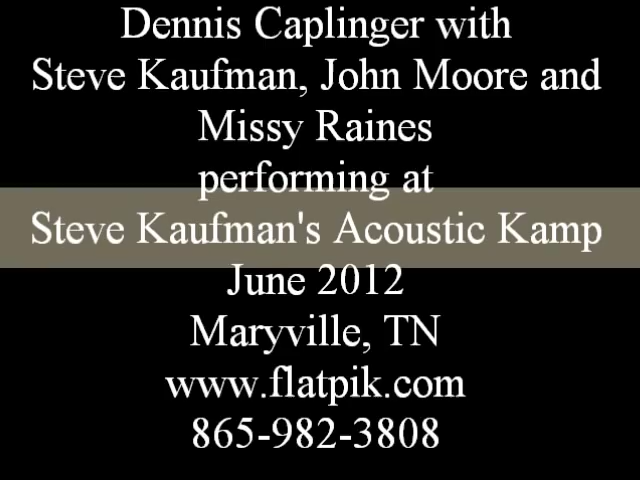 Dennis Caplinger with
Steve Kaufman, John Moore and
Missy Raines
performing at
Steve Kaufman's Acoustic Kamp
June 2012
Maryville, TN
www.flatpik.com
865-982-3808